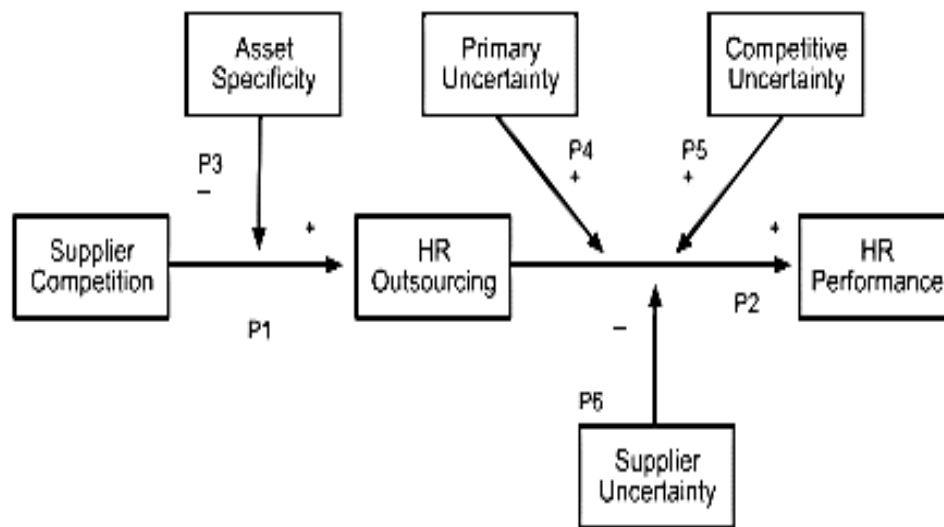 Asset
Specificity
Primary
Uncertainty
Competitive
Uncertainty
P3
–
P4
+
P5
+
Supplier
Competition
+
HR
Outsourcing
+
HR
Performance
P1
–
P2
P6
Supplier
Uncertainty